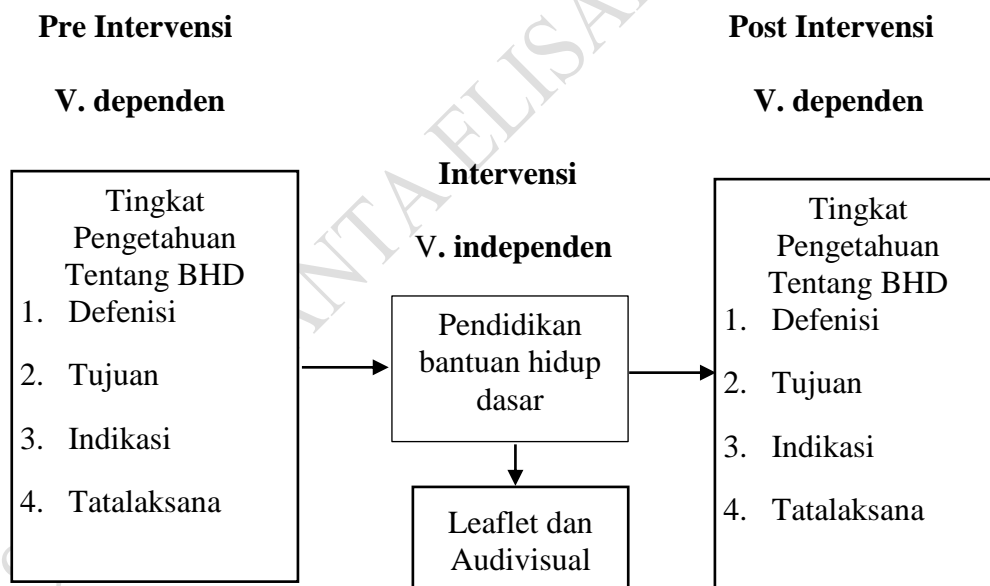 Pre Intervensi
V. dependen
Tingkat
Pengetahuan
Tentang BHD
1. Defenisi
2. Tujuan
3. Indikasi
4. Tatalaksana
Intervensi
V. independen
Pendidikan
bantuan hidup
dasar
Leaflet dan
Audivisual
Post Intervensi
V. dependen
Tingkat
Pengetahuan
Tentang BHD
1. Defenisi
2. Tujuan
3. Indikasi
4. Tatalaksana